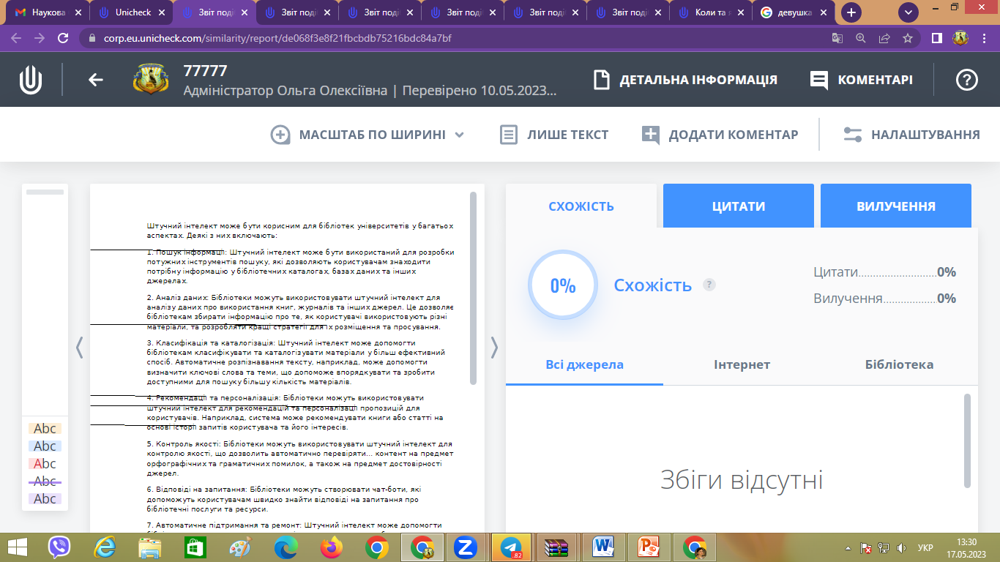 Наукова
Unicheck
Звіт поді
Звіт поді
Звіт поді
Звіт поді
Звіт поді
Звіт поді
Коли та я
девушка
corp.eu.unicheck.com/similarity/report/de068f3e8f21fbcbdb75216bdc84a7bf
77777
Адміністратор Ольга Олексіївна | Перевірено 10.05.2023...
ДЕТАЛЬНА ІНФОРМАЦІЯ
КОМЕНТАРІ
МАСШТАБ ПО ШИРИНІ
ЛИШЕ ТЕКСТ
ДОДАТИ КОМЕНТАР
НАЛАШТУВАННЯ
Abc
Abc
Abc
Abc
Abc
Штучний інтелект може бути корисним для бібліотек університетів у багатьох
аспектах. Деякі з них включають:
1. Пошук інформації: Штучний інтелект може бути використаний для розробки
потужних інструментів пошуку, які дозволяють користувачам знаходити
потрібну інформацію у бібліотечних каталогах, базах даних та інших
джерелах.
2. Аналіз даних: Бібліотеки можуть використовувати штучний інтелект для
аналізу даних про використання книг, журналів та інших джерел. Це дозволяє
бібліотекам збирати інформацію про те, як користувачі використовують різні
матеріали, та розробляти кращі стратегії для їх розміщення та просування.
3. Класифікація та каталогізація: Штучний інтелект може допомогти
бібліотекам класифікувати та каталогізувати матеріали у більш ефективний
спосіб. Автоматичне розпізнавання тексту, наприклад, може допомогти
визначити ключові слова та теми, що допоможе впорядкувати та зробити
доступними для пошуку більшу кількість матеріалів.
4. Рекомендації та персоналізація: Бібліотеки можуть використовувати
штучний інтелект для рекомендацій та персоналізації пропозицій для
користувачів. Наприклад, система може рекомендувати книги або статті на
основі історії запитів користувача та його інтересів.
5. Контроль якості: Бібліотеки можуть використовувати штучний інтелект для
контролю якості, що дозволить автоматично перевіряти... контент на предмет
орфографічних та граматичних помилок, а також на предмет достовірності
джерел.
6. Відповіді на запитання: Бібліотеки можуть створювати чат-боти, які
допоможуть користувачам швидко знайти відповіді на запитання про
бібліотечні послуги та ресурси.
7. Автоматичне підтримання та ремонт: Штучний інтелект може допомогти
СХОЖІСТЬ
ЦИТАТИ
ВИЛУЧЕННЯ
0%
Схожість
?
Цитати...........................0%
Вилучення..................0%
Всі джерела
Інтернет
Бібліотека
Збіги відсутні
.82
УКР
13:30
17.05.2023